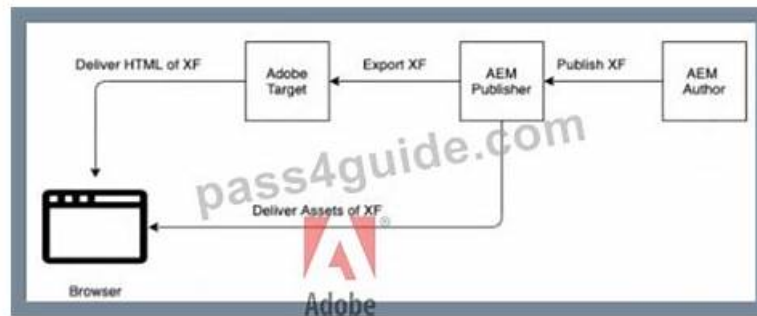 Deliver HTML of XF
Adobe
Target
Export XF
AEM
Publisher
Publish XF
AEM
Author
pass4guide.com
Deliver Assets of XF
®
Browser
Adobe